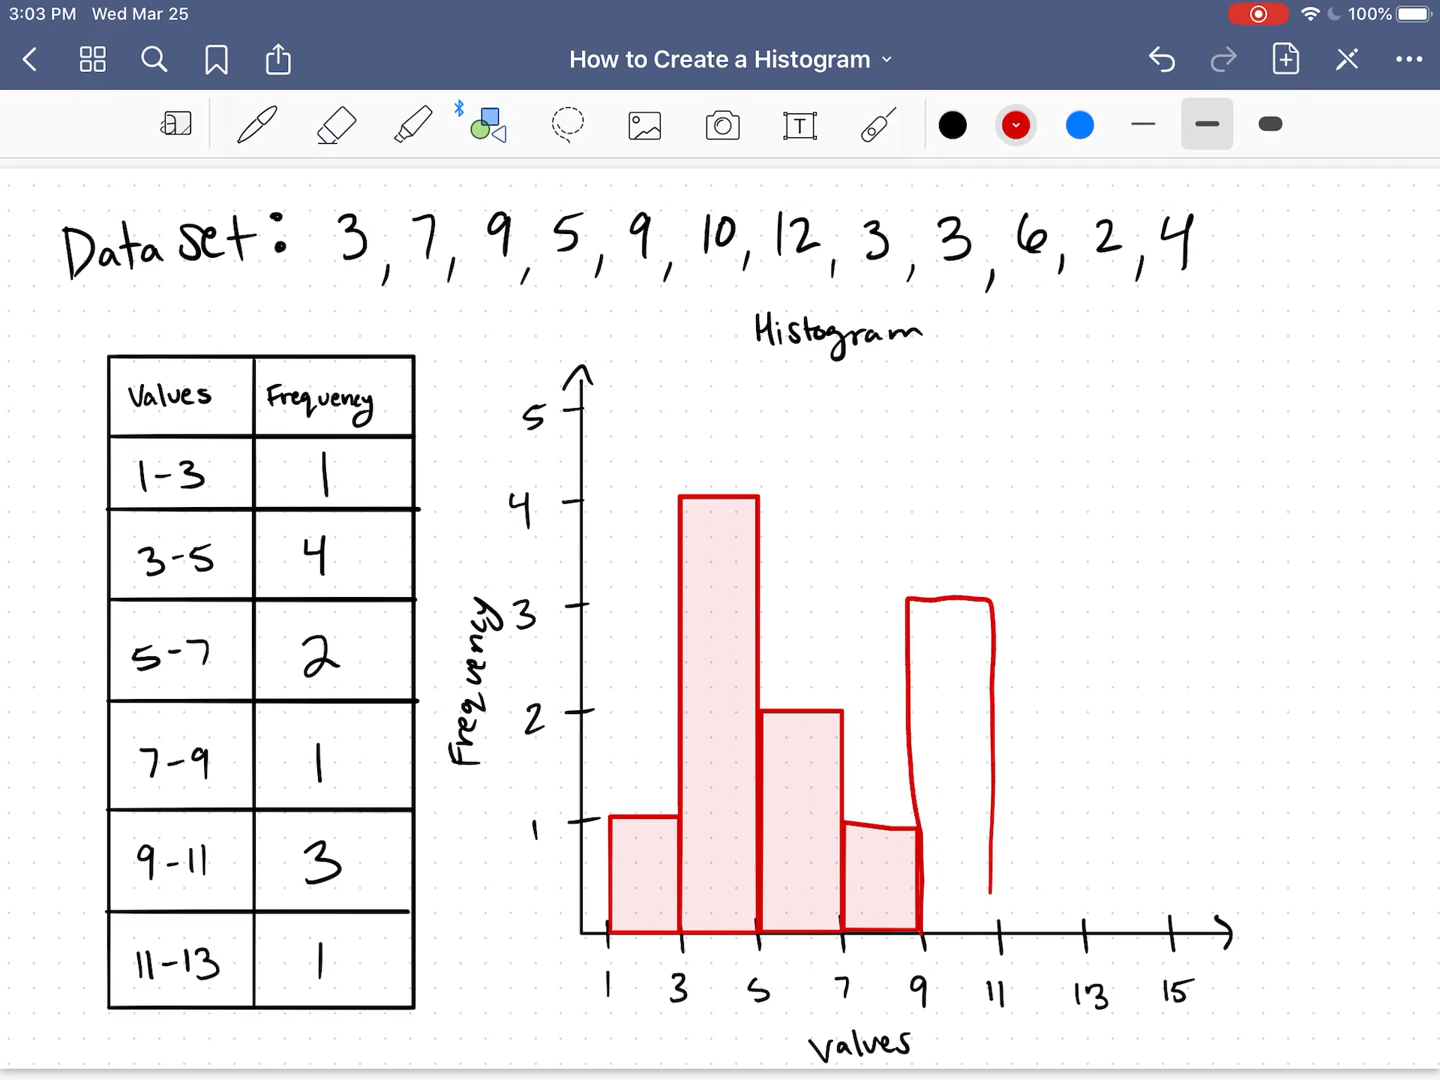 3:03 PM Wed Mar 25 100%
How to Create a Histogram
T
Data set: 3, 7, 9, 5, 9, 10, 12, 3, 3, 6, 2, 4
Histogram
Values Frequency
1-3 1
3-5 4
5-7 2
7-9 1
9-11 3
11-13 1
Frequency
5
4
3
2
1
1 3 5 7 9 11 13 15
Values